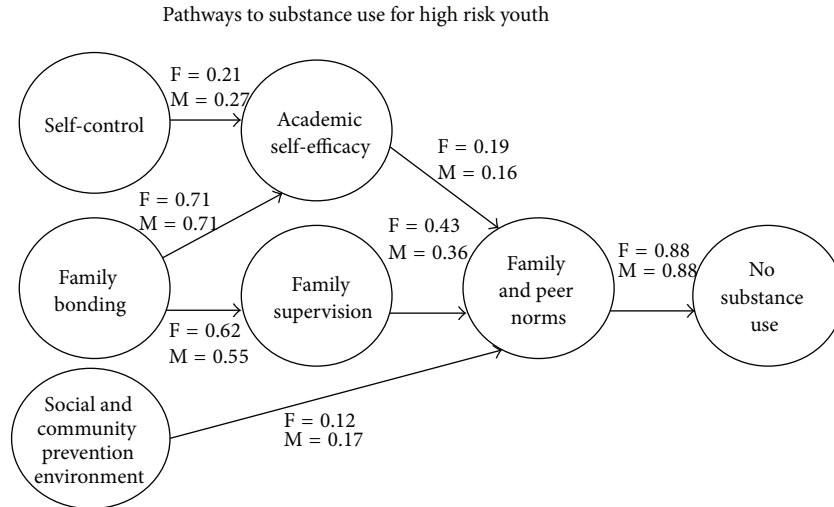 Pathways to substance use for high risk youth
F = 0.21
M = 0.27
Self-control
Academic
self-efficacy
F = 0.19
M = 0.16
F = 0.71
M = 0.71
F = 0.43
M = 0.36
F = 0.88
M = 0.88
Family
bonding
Family
supervision
Family
and peer
norms
No
substance
use
F = 0.62
M = 0.55
Social and
community
prevention
environment
F = 0.12
M = 0.17